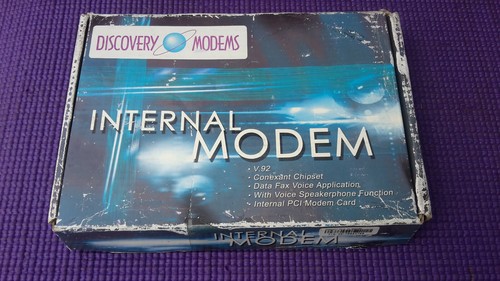 DISCOVERY MODEMS
INTERNAL
MODEM
• V.92
• Conexant Chipset
• Data Fax Voice Application
• With Voice Speakerphone Function
~ Internal PCI Modem Card
INTERNAL
MODEM